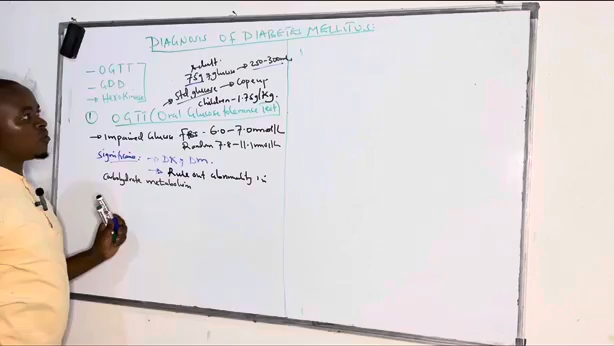 DIAGNOSIS OF DIABETES MELLITUS:
- OGTT
- GDD
- Hexokinase
Adult:
75g glucose → 250-300mls
→ Std glucose → Cope up
Children - 1.75g/kg.
① OGTT (Oral Glucose tolerance test)
→ Impaired Glucose FBS - 6.0 - 7.0mmol/L
Random 7.8 - 11.1mmol/L
Significance: → DX of DM.
→ Rule out abnormality in
Carbohydrate metabolism